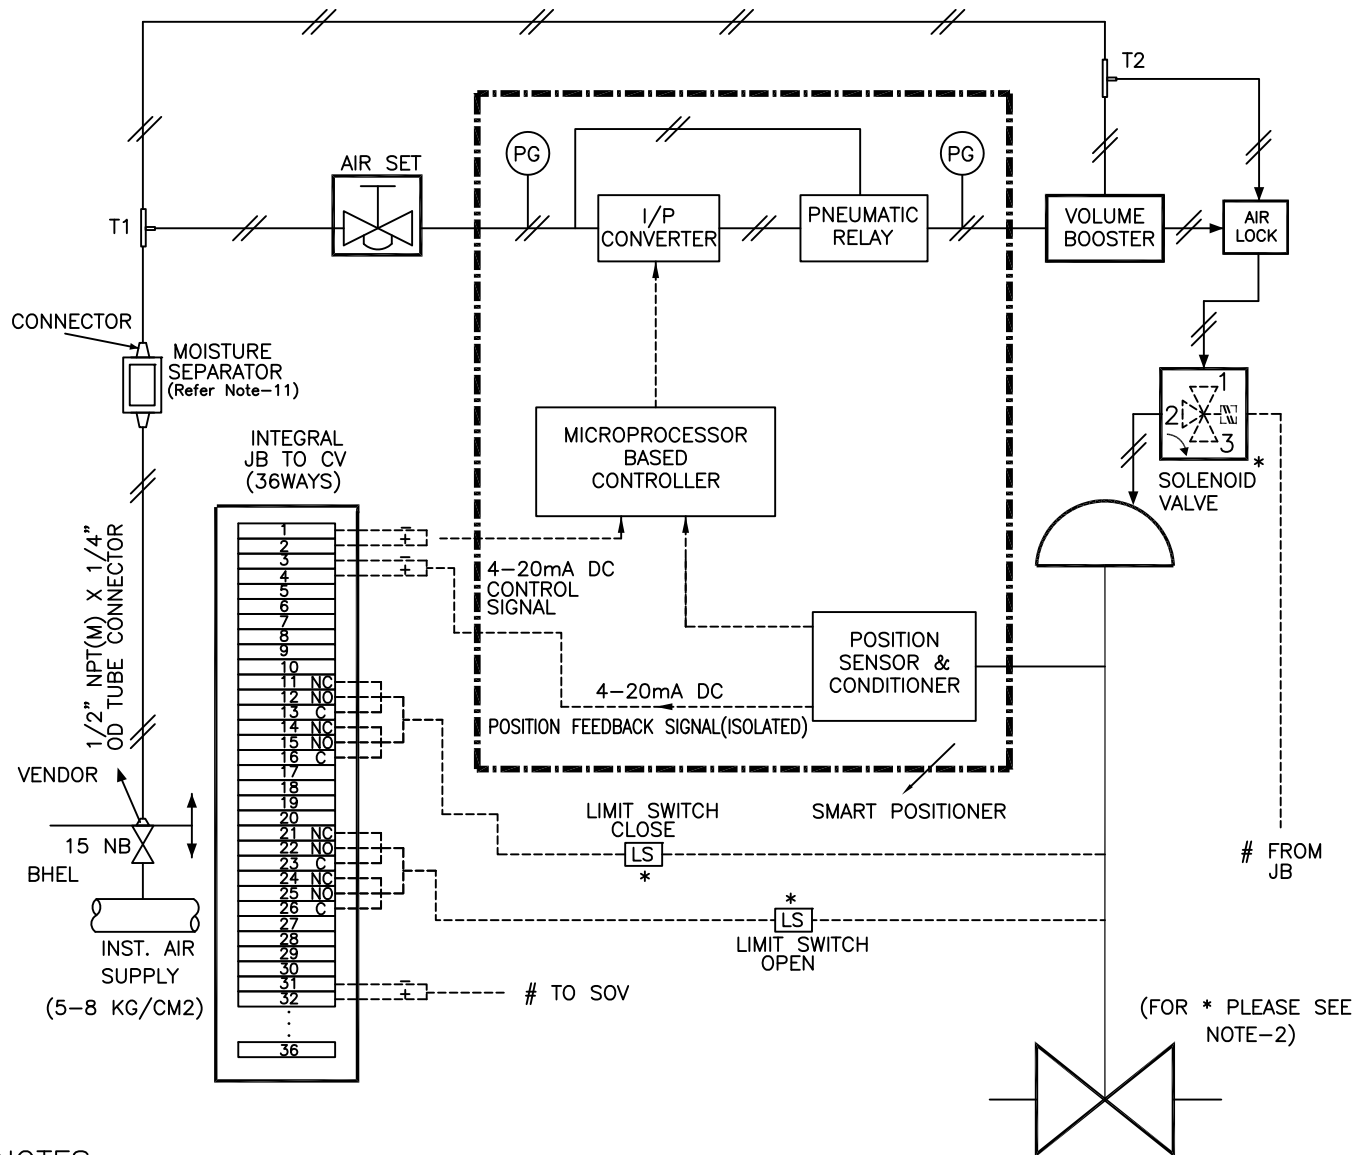 T2
AIR SET
PG
PG
T1
I/P
CONVERTER
PNEUMATIC
RELAY
VOLUME
BOOSTER
AIR
LOCK
CONNECTOR
MOISTURE
SEPARATOR
(Refer Note-11)
1
2
3
SOLENOID *
VALVE
MICROPROCESSOR
BASED
CONTROLLER
INTEGRAL
JB TO CV
(36WAYS)
1/2" NPT(M) X 1/4"
OD TUBE CONNECTOR
1 -
2 +
3 -
4 +
5
6
7
8
9
10
11 NC
12 NO
13 C
14 NC
15 NO
16 C
17
18
19
20
21 NC
22 NO
23 C
24 NC
25 NO
26 C
27
28
29
30
31 -
32 +
36
4-20mA DC
CONTROL
SIGNAL
POSITION
SENSOR &
CONDITIONER
4-20mA DC
POSITION FEEDBACK SIGNAL(ISOLATED)
SMART POSITIONER
VENDOR
15 NB
BHEL
INST. AIR
SUPPLY
(5-8 KG/CM2)
LIMIT SWITCH
CLOSE
LS
*
*
LS
LIMIT SWITCH
OPEN
# FROM
JB
# TO SOV
(FOR * PLEASE SEE
NOTE-2)
NOTES